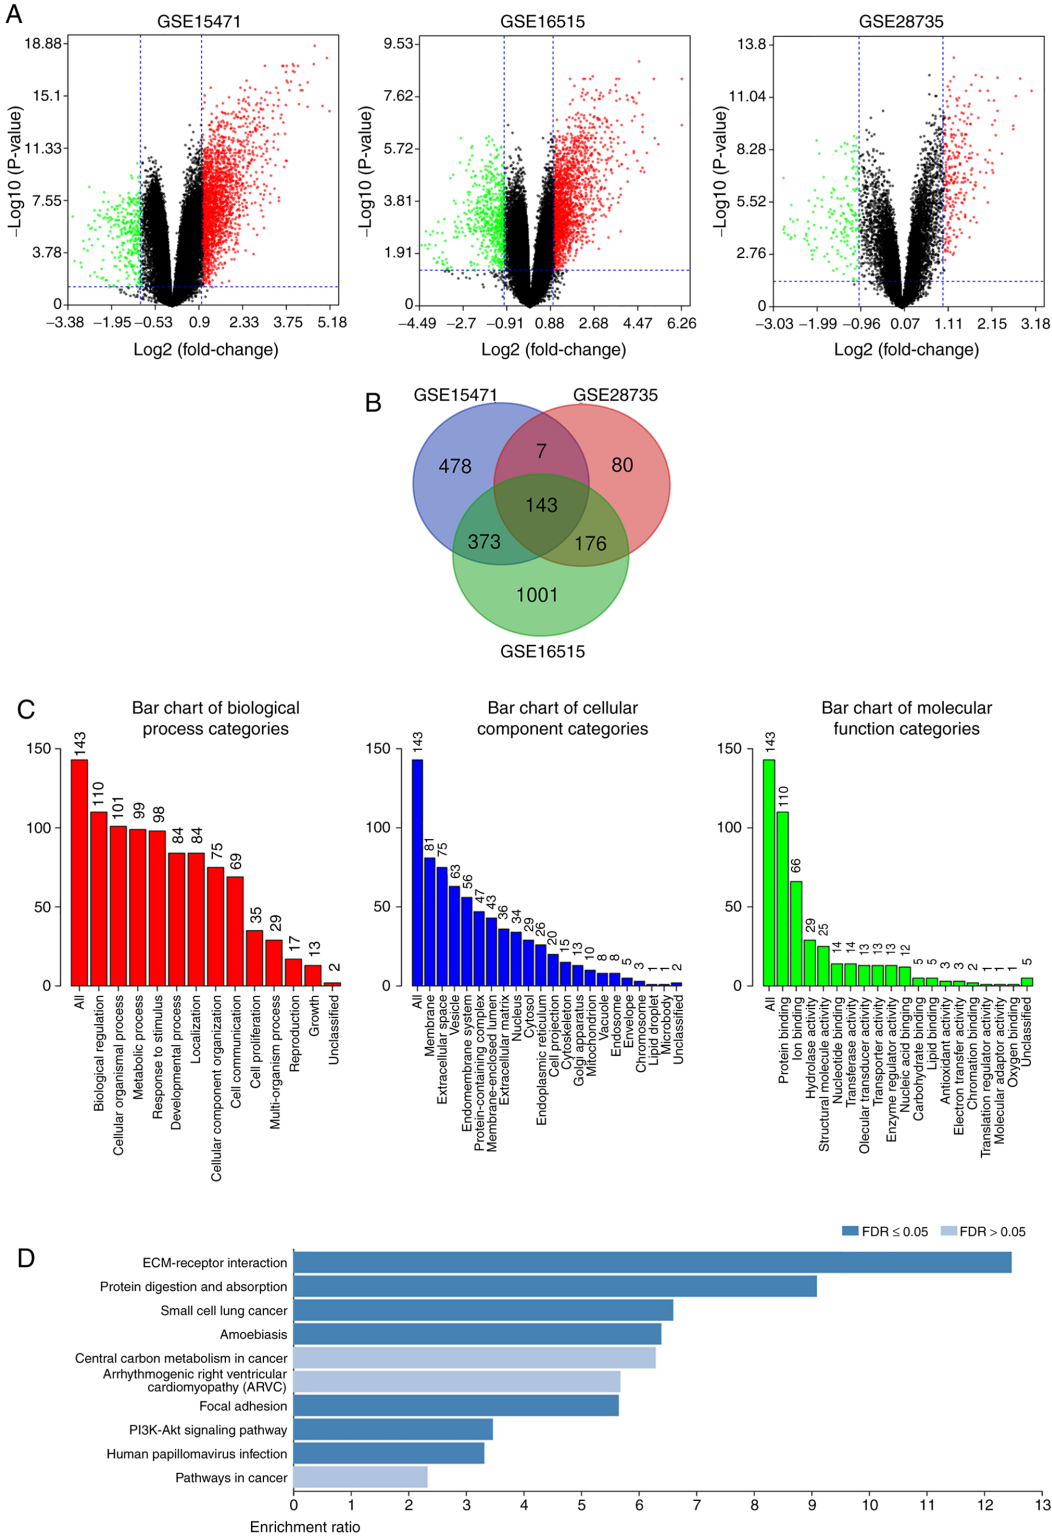 A
GSE15471
−Log10 (P-value)
18.88
15.1
11.33
7.55
3.78
0
−3.38 −1.95 −0.53 0.9 2.33 3.75 5.18
Log2 (fold-change)
GSE16515
−Log10 (P-value)
9.53
7.62
5.72
3.81
1.91
0
−4.49 −2.7 −0.91 0.88 2.68 4.47 6.26
Log2 (fold-change)
GSE28735
−Log10 (P-value)
13.8
11.04
8.28
5.52
2.76
0
−3.03 −1.99 −0.96 0.07 1.11 2.15 3.18
Log2 (fold-change)
B
GSE15471
GSE28735
478
7
80
143
373
176
1001
GSE16515
C
Bar chart of biological
process categories
150
100
50
0
143
110
101
99
98
84
84
75
69
35
29
17
13
2
All
Biological regulation
Cellular organismal process
Metabolic process
Response to stimulus
Developmental process
Localization
Cellular component organization
Cell communication
Cell proliferation
Multi-organism process
Reproduction
Growth
Unclassified
Bar chart of cellular
component categories
150
100
50
0
143
81
75
63
56
47
43
36
34
29
26
20
15
13
10
8
8
5
3
1
1
2
All
Membrane
Extracellular space
Vesicle
Endomembrane system
Protein-containing complex
Membrane-enclosed lumen
Extracellular matrix
Nucleus
Cytosol
Endoplasmic reticulum
Cell projection
Cytoskeleton
Golgi apparatus
Mitochondrion
Vacuole
Endosome
Envelope
Chromosome
Lipid droplet
Microbody
Unclassified
Bar chart of molecular
function categories
150
100
50
0
143
110
66
29
25
14
14
13
13
13
12
5
5
3
3
2
1
1
1
5
All
Protein binding
Ion binding
Hydrolase activity
Structural molecule activity
Nucleotide binding
Transferase activity
Olecular transducer activity
Transporter activity
Enzyme regulator activity
Nucleic acid binging
Carbohydrate binding
Lipid binding
Antioxidant activity
Electron transfer activity
Chromation binding
Translation regulator activity
Molecular adaptor activity
Oxygen binding
Unclassified
D
FDR ≤ 0.05 FDR > 0.05
ECM-receptor interaction
Protein digestion and absorption
Small cell lung cancer
Amoebiasis
Central carbon metabolism in cancer
Arrhythmogenic right ventricular
cardiomyopathy (ARVC)
Focal adhesion
PI3K-Akt signaling pathway
Human papillomavirus infection
Pathways in cancer
0 1 2 3 4 5 6 7 8 9 10 11 12 13
Enrichment ratio